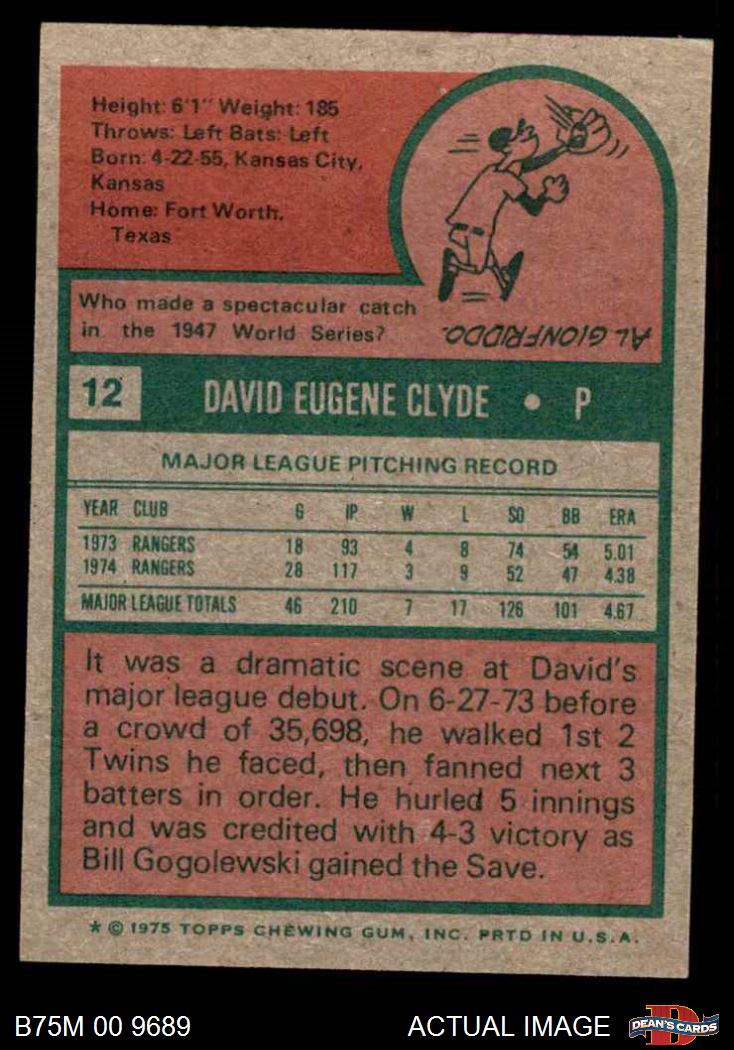 Height: 6'1" Weight: 185
Throws: Left Bats: Left
Born: 4-22-55, Kansas City,
Kansas
Home: Fort Worth,
Texas
Who made a spectacular catch
in the 1947 World Series?
AL GIONFRIDDO.
12 DAVID EUGENE CLYDE • P
MAJOR LEAGUE PITCHING RECORD
YEAR CLUB G IP W L SO BB ERA
1973 RANGERS 18 93 4 8 74 54 5.01
1974 RANGERS 28 117 3 9 52 47 4.38
MAJOR LEAGUE TOTALS 46 210 7 17 126 101 4.67
It was a dramatic scene at David's
major league debut. On 6-27-73 before
a crowd of 35,698, he walked 1st 2
Twins he faced, then fanned next 3
batters in order. He hurled 5 innings
and was credited with 4-3 victory as
Bill Gogolewski gained the Save.
* © 1975 TOPPS CHEWING GUM, INC. PRTD IN U.S.A.
B75M 00 9689 ACTUAL IMAGE
DEAN'S CARDS